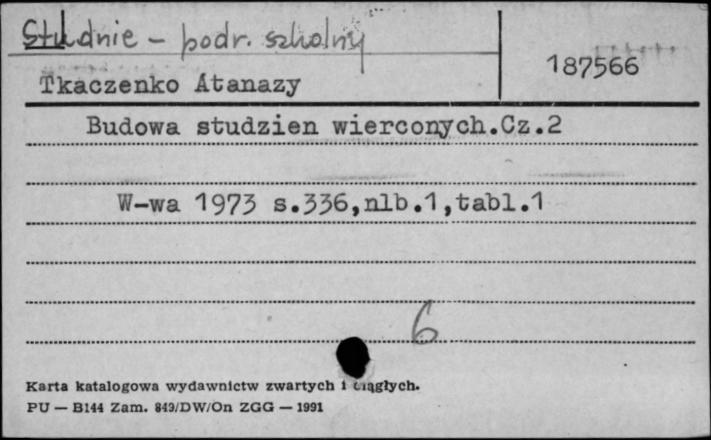 Studnie - podr. szkolny
187566
Tkaczenko Atanazy
Budowa studzien wierconych.Cz.2
W-wa 1973 s.336,nlb.1,tabl.1
6
Karta katalogowa wydawnictw zwartych i ciągłych.
PU — B144 Zam. 849/DW/On ZGG — 1991